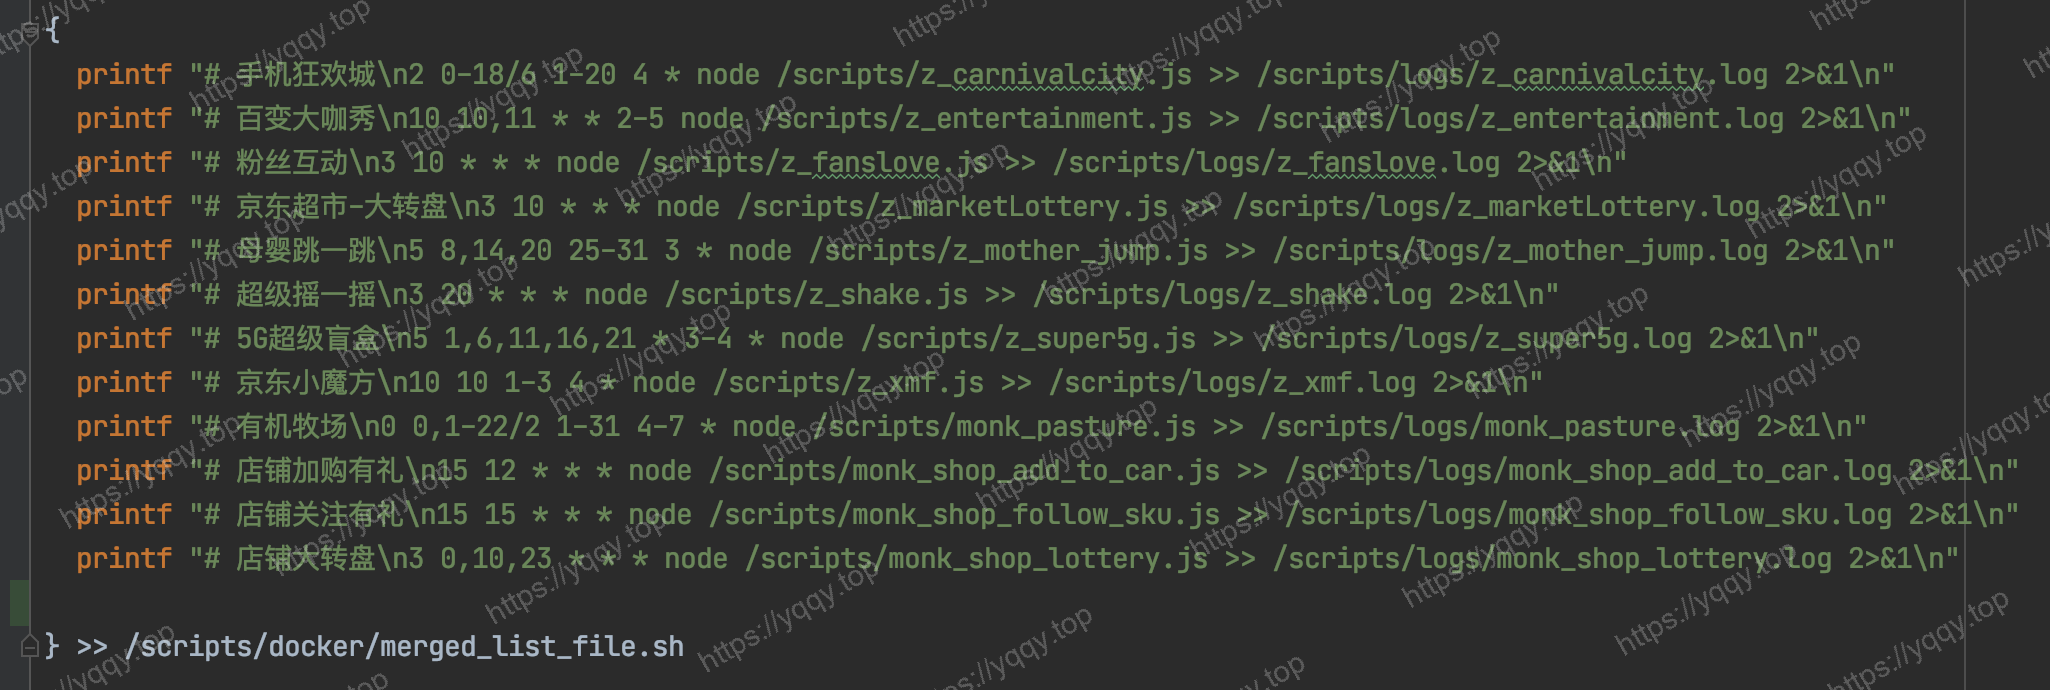 {
printf "# 手机狂欢城\n2 0-18/6 1-20 4 * node /scripts/z_carnivalcity.js >> /scripts/logs/z_carnivalcity.log 2>&1\n"
printf "# 百变大咖秀\n10 10,11 * * 2-5 node /scripts/z_entertainment.js >> /scripts/logs/z_entertainment.log 2>&1\n"
printf "# 粉丝互动\n3 10 * * * node /scripts/z_fanslove.js >> /scripts/logs/z_fanslove.log 2>&1\n"
printf "# 京东超市-大转盘\n3 10 * * * node /scripts/z_marketLottery.js >> /scripts/logs/z_marketLottery.log 2>&1\n"
printf "# 母婴跳一跳\n5 8,14,20 25-31 3 * node /scripts/z_mother_jump.js >> /scripts/logs/z_mother_jump.log 2>&1\n"
printf "# 超级摇一摇\n3 20 * * * node /scripts/z_shake.js >> /scripts/logs/z_shake.log 2>&1\n"
printf "# 5G超级盲盒\n5 1,6,11,16,21 * 3-4 * node /scripts/z_super5g.js >> /scripts/logs/z_super5g.log 2>&1\n"
printf "# 京东小魔方\n10 10 1-3 4 * node /scripts/z_xmf.js >> /scripts/logs/z_xmf.log 2>&1\n"
printf "# 有机牧场\n0 0,1-22/2 1-31 4-7 * node /scripts/monk_pasture.js >> /scripts/logs/monk_pasture.log 2>&1\n"
printf "# 店铺加购有礼\n15 12 * * * node /scripts/monk_shop_add_to_car.js >> /scripts/logs/monk_shop_add_to_car.log 2>&1\n"
printf "# 店铺关注有礼\n15 15 * * * node /scripts/monk_shop_follow_sku.js >> /scripts/logs/monk_shop_follow_sku.log 2>&1\n"
printf "# 店铺大转盘\n3 0,10,23 * * * node /scripts/monk_shop_lottery.js >> /scripts/logs/monk_shop_lottery.log 2>&1\n"
} >> /scripts/docker/merged_list_file.sh
https://yqqy.top